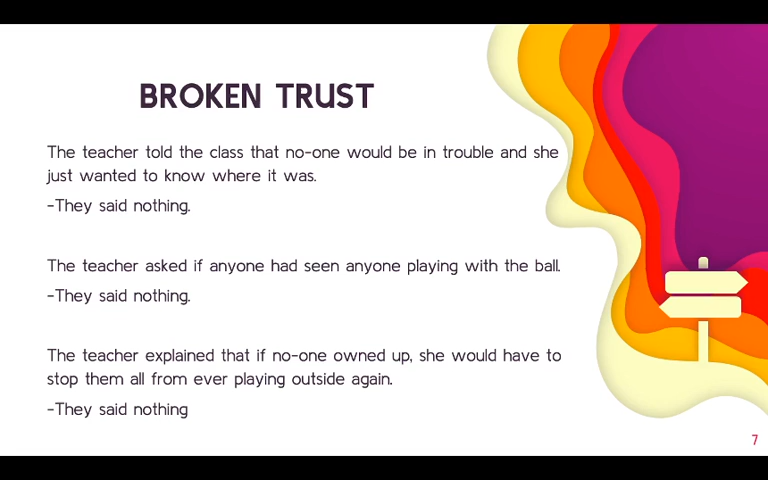 BROKEN TRUST
The teacher told the class that no-one would be in trouble and she
just wanted to know where it was.
-They said nothing.
The teacher asked if anyone had seen anyone playing with the ball.
-They said nothing.
The teacher explained that if no-one owned up, she would have to
stop them all from ever playing outside again.
-They said nothing
7